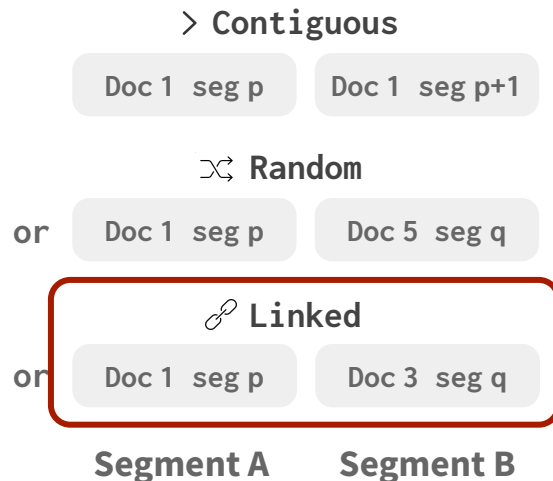 > Contiguous
Doc 1 seg p Doc 1 seg p+1
Random
or Doc 1 seg p Doc 5 seg q
Linked
or Doc 1 seg p Doc 3 seg q
Segment A Segment B